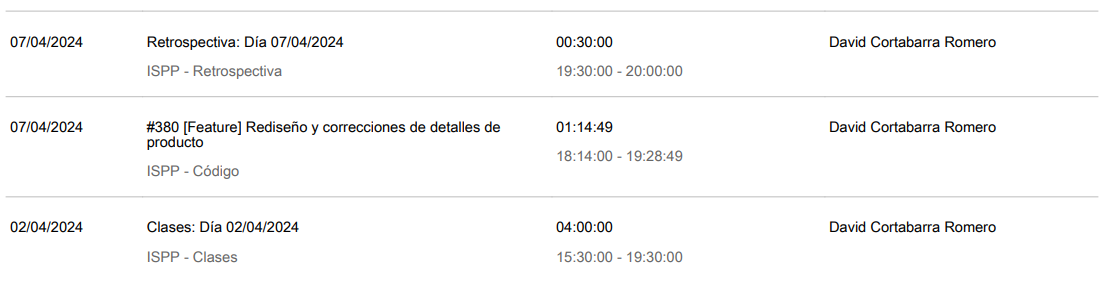 07/04/2024 Retrospectiva: Día 07/04/2024 00:30:00 David Cortabarra Romero
ISPP - Retrospectiva 19:30:00 - 20:00:00
07/04/2024 #380 [Feature] Rediseño y correcciones de detalles de 01:14:49 David Cortabarra Romero
producto
18:14:00 - 19:28:49
ISPP - Código
02/04/2024 Clases: Día 02/04/2024 04:00:00 David Cortabarra Romero
ISPP - Clases 15:30:00 - 19:30:00